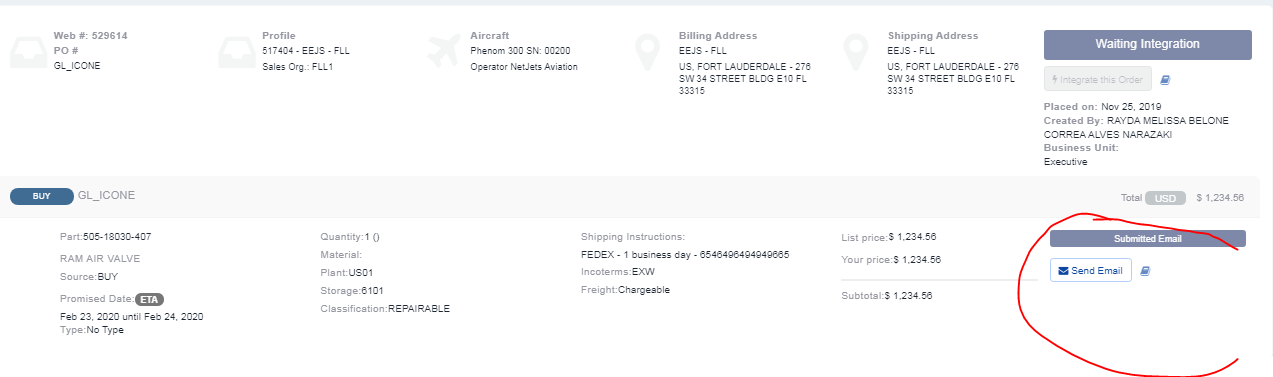 Web #: 529614
PO #
GL_ICONE
Profile
517404 - EEJS - FLL
Sales Org.: FLL1
Aircraft
Phenom 300 SN: 00200
Operator NetJets Aviation
Billing Address
EEJS - FLL
US, FORT LAUDERDALE - 276
SW 34 STREET BLDG E10 FL
33315
Shipping Address
EEJS - FLL
US, FORT LAUDERDALE - 276
SW 34 STREET BLDG E10 FL
33315
Waiting Integration
Integrate this Order
Placed on: Nov 25, 2019
Created By: RAYDA MELISSA BELONE
CORREA ALVES NARAZAKI
Business Unit:
Executive
BUY GL_ICONE
Total USD $ 1,234.56
Part:505-18030-407
RAM AIR VALVE
Source:BUY
Promised Date:ETA
Feb 23, 2020 until Feb 24, 2020
Type:No Type
Quantity:1 ()
Material:
Plant:US01
Storage:6101
Classification:REPAIRABLE
Shipping Instructions:
FEDEX - 1 business day - 6546496494949665
Incoterms:EXW
Freight:Chargeable
List price:$ 1,234.56
Your price:$ 1,234.56
Subtotal:$ 1,234.56
Submitted Email
Send Email